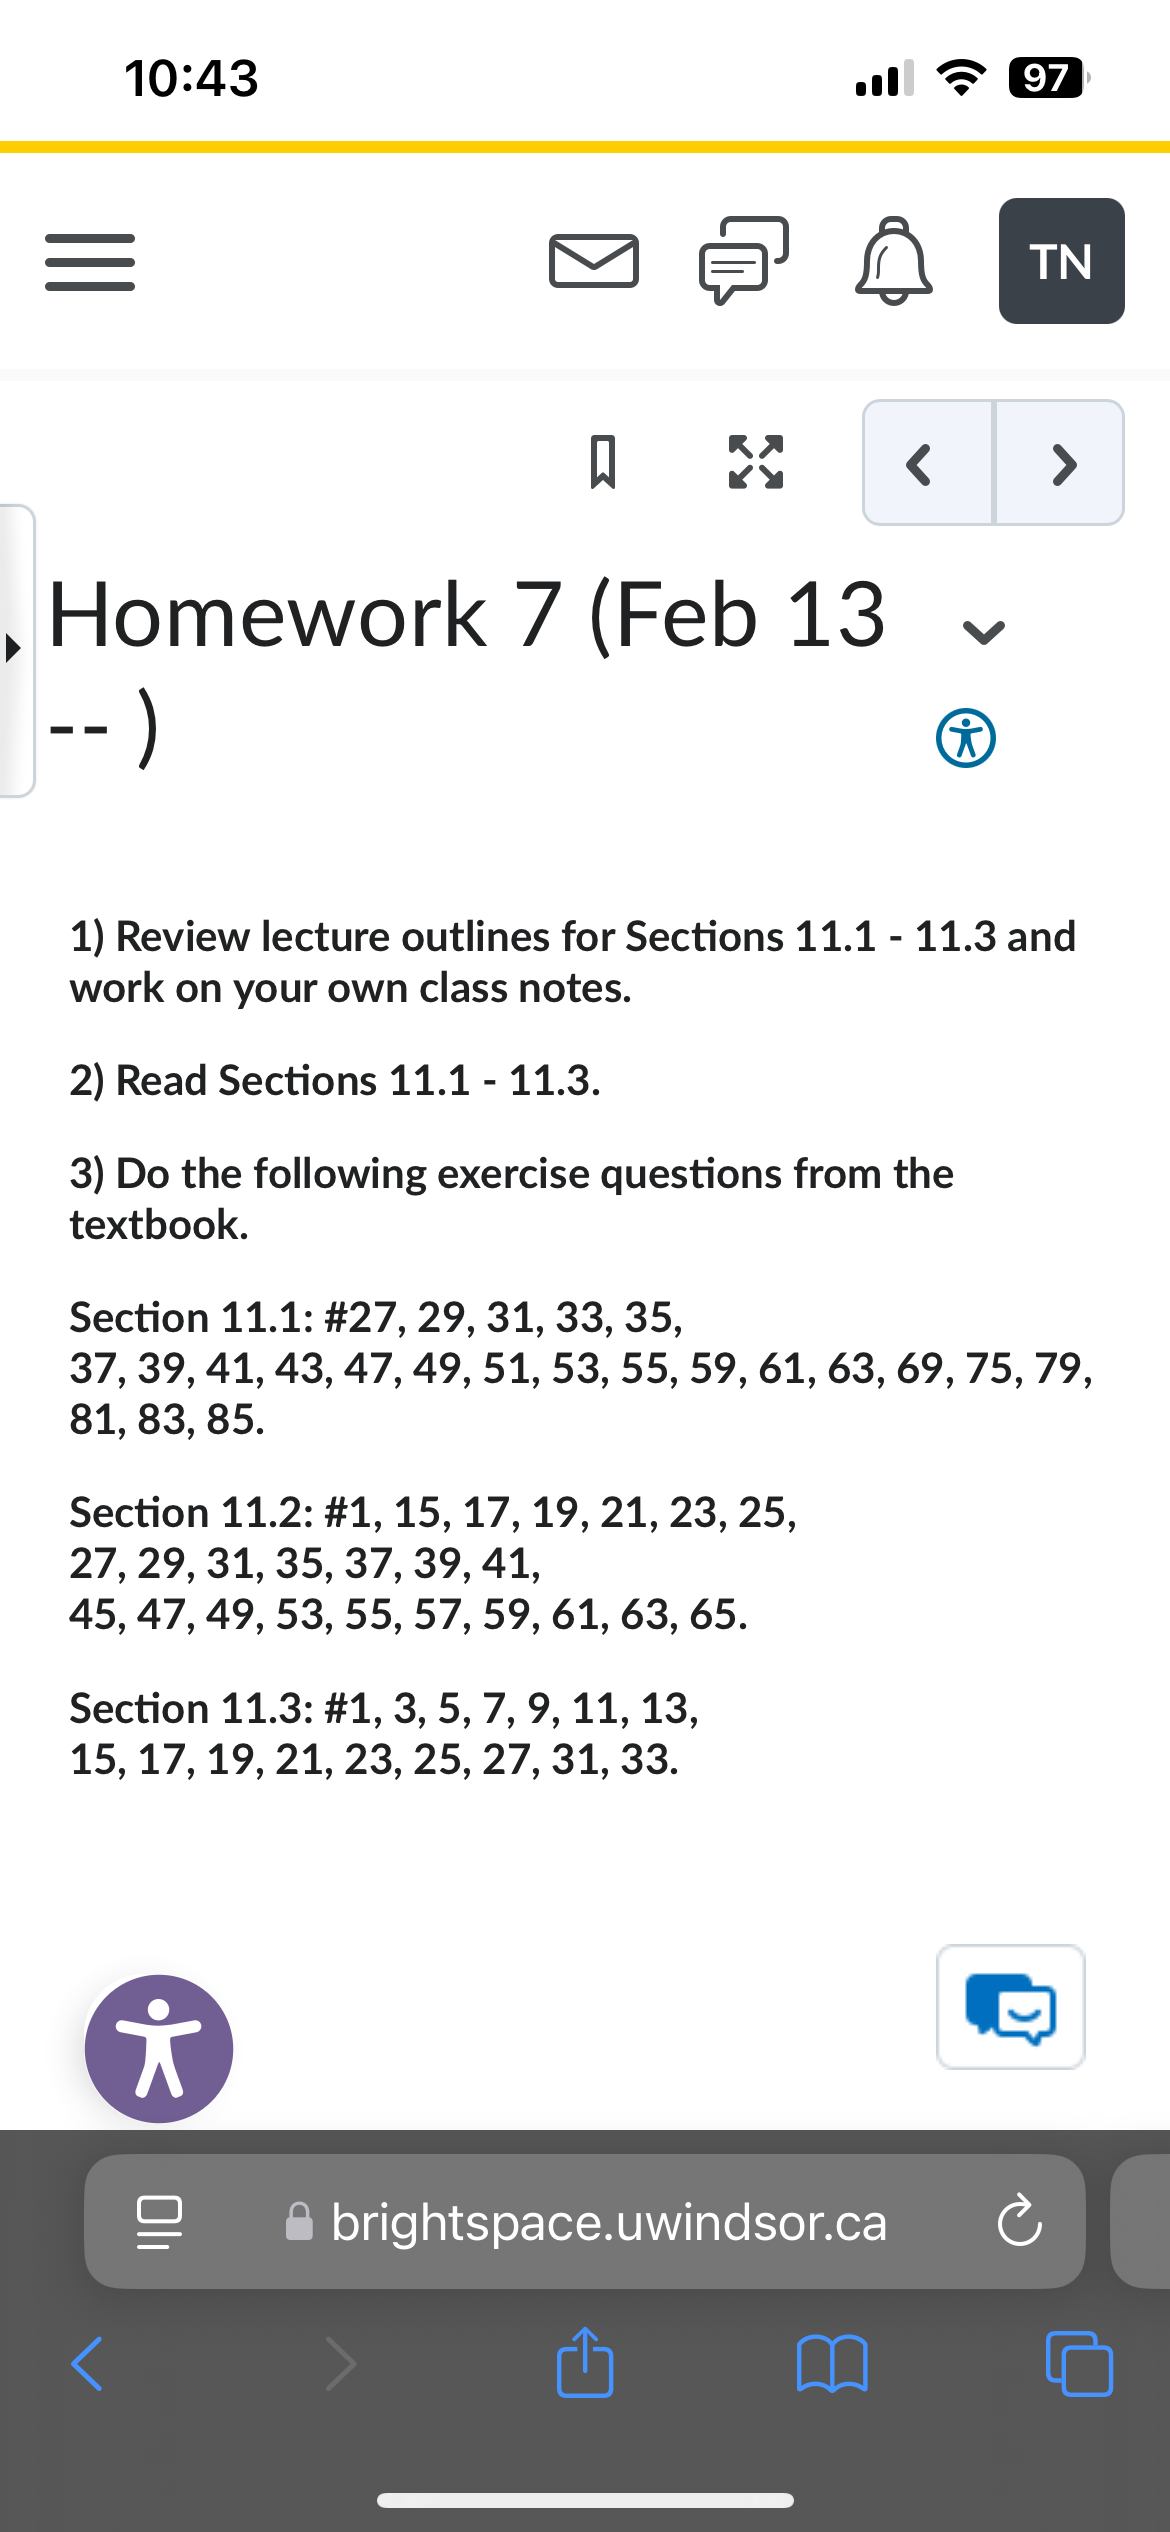 10:43
97
TN
Homework 7 (Feb 13
-- )
1) Review lecture outlines for Sections 11.1 - 11.3 and
work on your own class notes.
2) Read Sections 11.1 - 11.3.
3) Do the following exercise questions from the
textbook.
Section 11.1: #27, 29, 31, 33, 35,
37, 39, 41, 43, 47, 49, 51, 53, 55, 59, 61, 63, 69, 75, 79,
81, 83, 85.
Section 11.2: #1, 15, 17, 19, 21, 23, 25,
27, 29, 31, 35, 37, 39, 41,
45, 47, 49, 53, 55, 57, 59, 61, 63, 65.
Section 11.3: #1, 3, 5, 7, 9, 11, 13,
15, 17, 19, 21, 23, 25, 27, 31, 33.
brightspace.uwindsor.ca